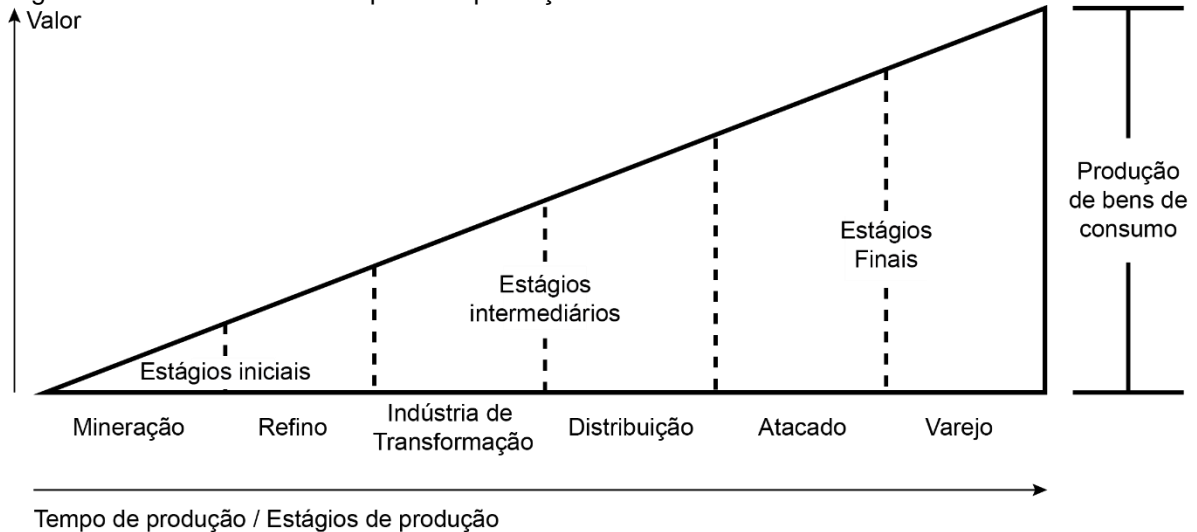 Valor
Produção
de bens de
consumo
Estágios
Finais
Estágios
intermediários
Estágios iniciais
Mineração
Refino
Indústria de
Transformação
Distribuição
Atacado
Varejo
Tempo de produção / Estágios de produção